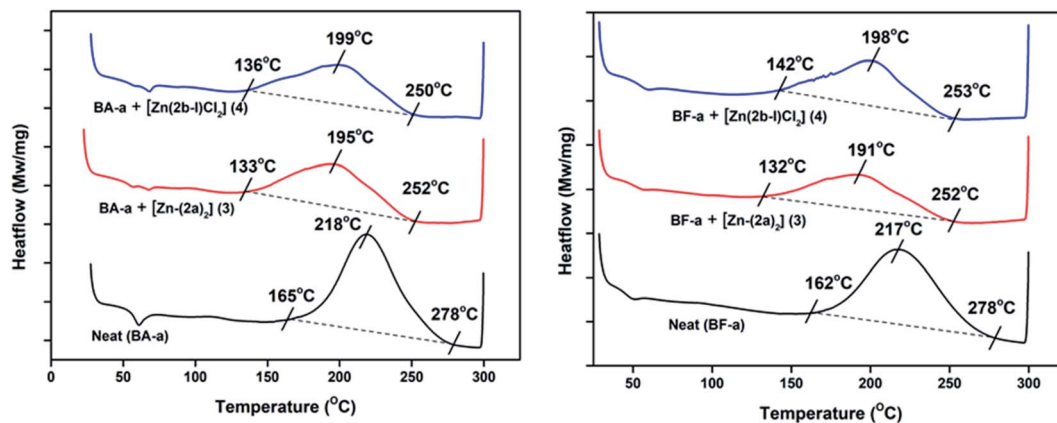 Heatflow (Mw/mg)
199°C
136°C
250°C
BA-a + [Zn(2b-I)Cl₂] (4)
195°C
133°C
252°C
BA-a + [Zn-(2a)₂] (3)
218°C
165°C
278°C
Neat (BA-a)
0 50 100 150 200 250 300
Temperature (°C)
Heatflow (Mw/mg)
198°C
142°C
253°C
BF-a + [Zn(2b-I)Cl₂] (4)
191°C
132°C
252°C
BF-a + [Zn-(2a)₂] (3)
217°C
162°C
278°C
Neat (BF-a)
50 100 150 200 250 300
Temperature (°C)